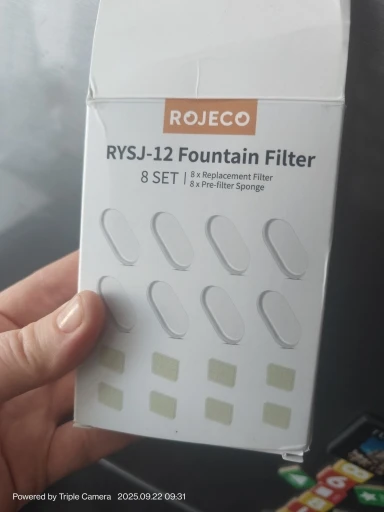 ROJECO
RYSJ-12 Fountain Filter
8 SET | 8 x Replacement Filter
8 x Pre-filter Sponge
Powered by Triple Camera 2025.09.22 09:31